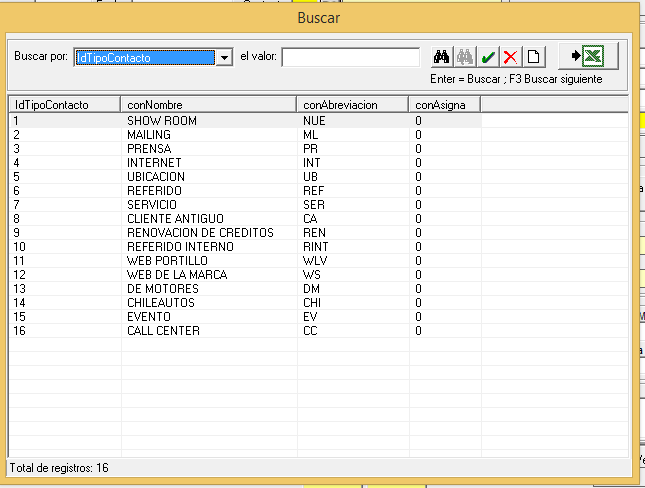 Buscar
Buscar por: IdTipoContacto el valor:
Enter = Buscar ; F3 Buscar siguiente
IdTipoContacto conNombre conAbreviacion conAsigna
1 SHOW ROOM NUE 0
2 MAILING ML 0
3 PRENSA PR 0
4 INTERNET INT 0
5 UBICACION UB 0
6 REFERIDO REF 0
7 SERVICIO SER 0
8 CLIENTE ANTIGUO CA 0
9 RENOVACION DE CREDITOS REN 0
10 REFERIDO INTERNO RINT 0
11 WEB PORTILLO WLV 0
12 WEB DE LA MARCA WS 0
13 DE MOTORES DM 0
14 CHILEAUTOS CHI 0
15 EVENTO EV 0
16 CALL CENTER CC 0
Total de registros: 16